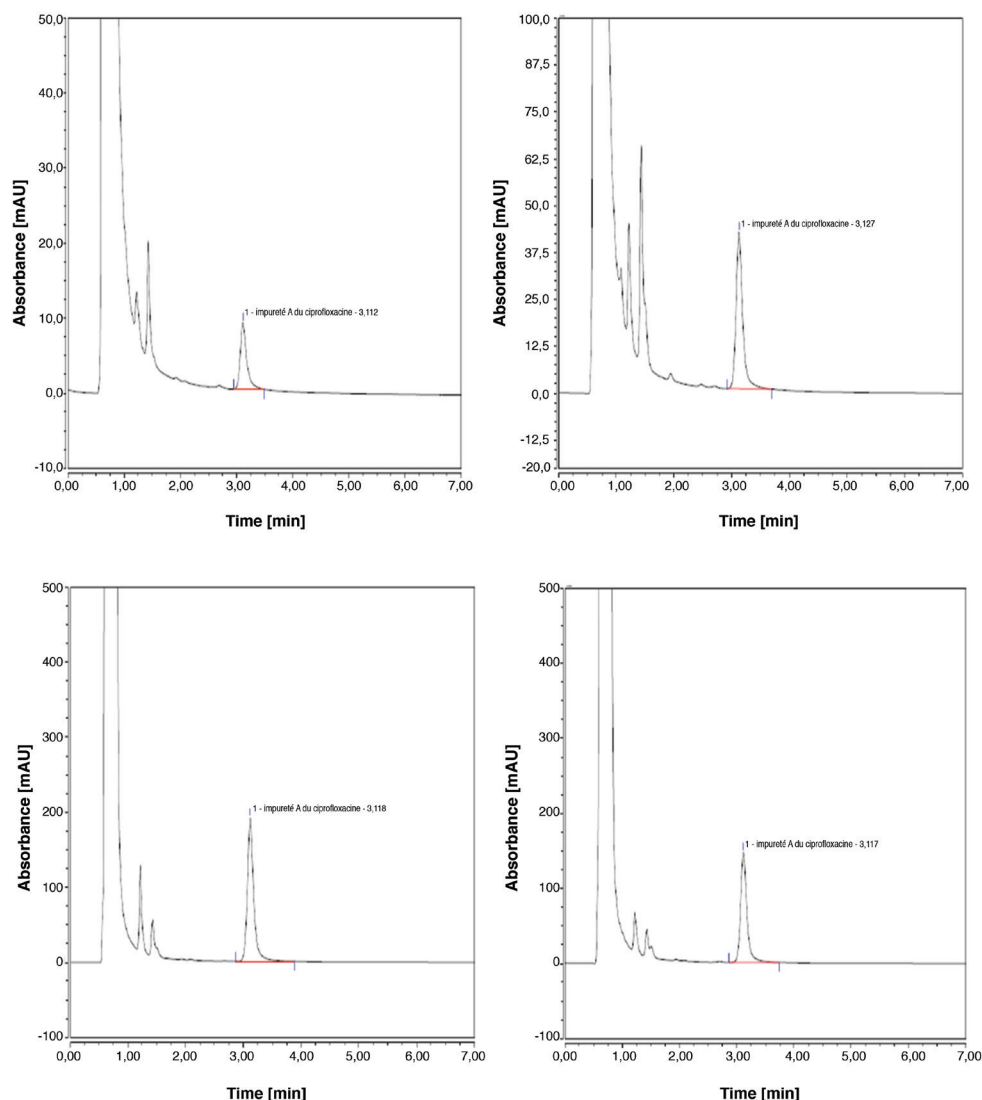 50,0
40,0
30,0
20,0
10,0
0,0
-10,0
Absorbance [mAU]
1 - impureté A du ciprofloxacine - 3,112
0,00 1,00 2,00 3,00 4,00 5,00 6,00 7,00
Time [min]
100,0
87,5
75,0
62,5
50,0
37,5
25,0
12,5
0,0
-12,5
-20,0
Absorbance [mAU]
1 - impureté A du ciprofloxacine - 3,127
0,00 1,00 2,00 3,00 4,00 5,00 6,00 7,00
Time [min]
500
400
300
200
100
0
-100
Absorbance [mAU]
1 - impureté A du ciprofloxacine - 3,118
0,00 1,00 2,00 3,00 4,00 5,00 6,00 7,00
Time [min]
500
400
300
200
100
0
-100
Absorbance [mAU]
1 - impureté A du ciprofloxacine - 3,117
0,00 1,00 2,00 3,00 4,00 5,00 6,00 7,00
Time [min]